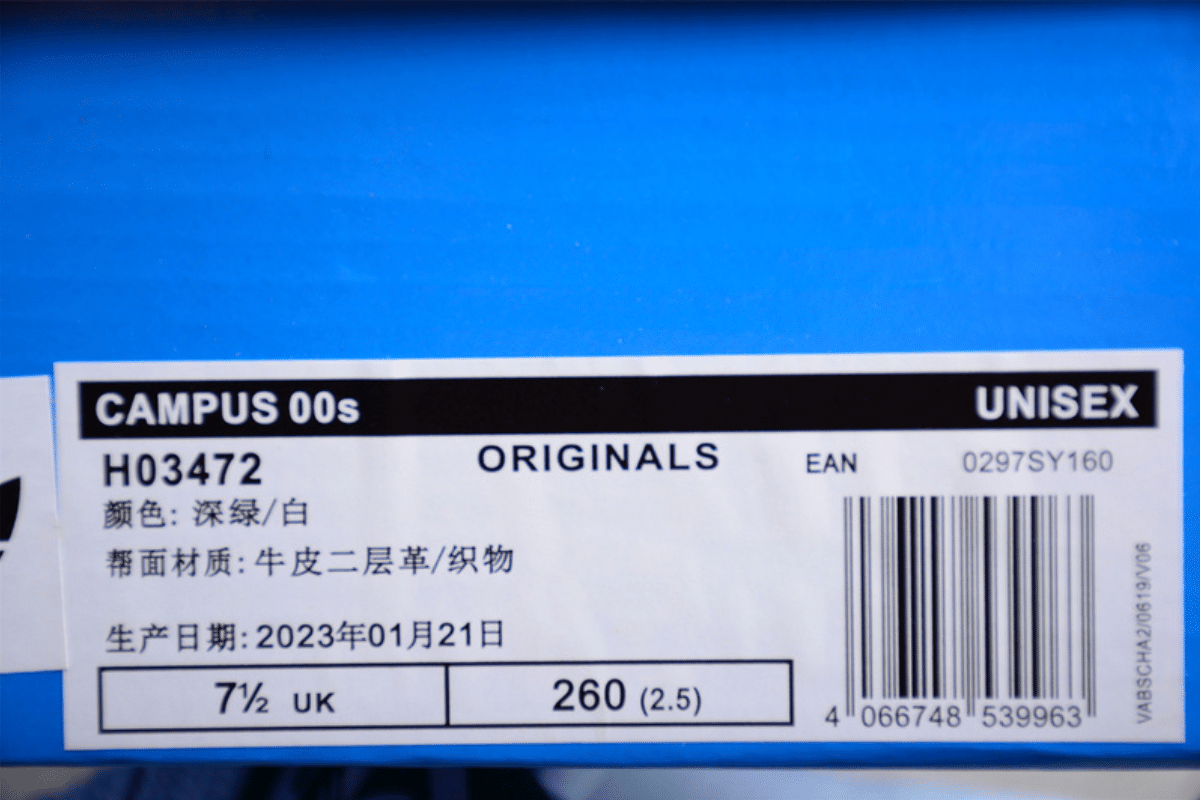 CAMPUS 00s UNISEX
H03472 ORIGINALS EAN 0297SY160
颜色: 深绿/白
帮面材质: 牛皮二层革/织物
生产日期: 2023年01月21日
7½ UK 260 (2.5)
4 066748 539963
VABSCHA2/0619/V06